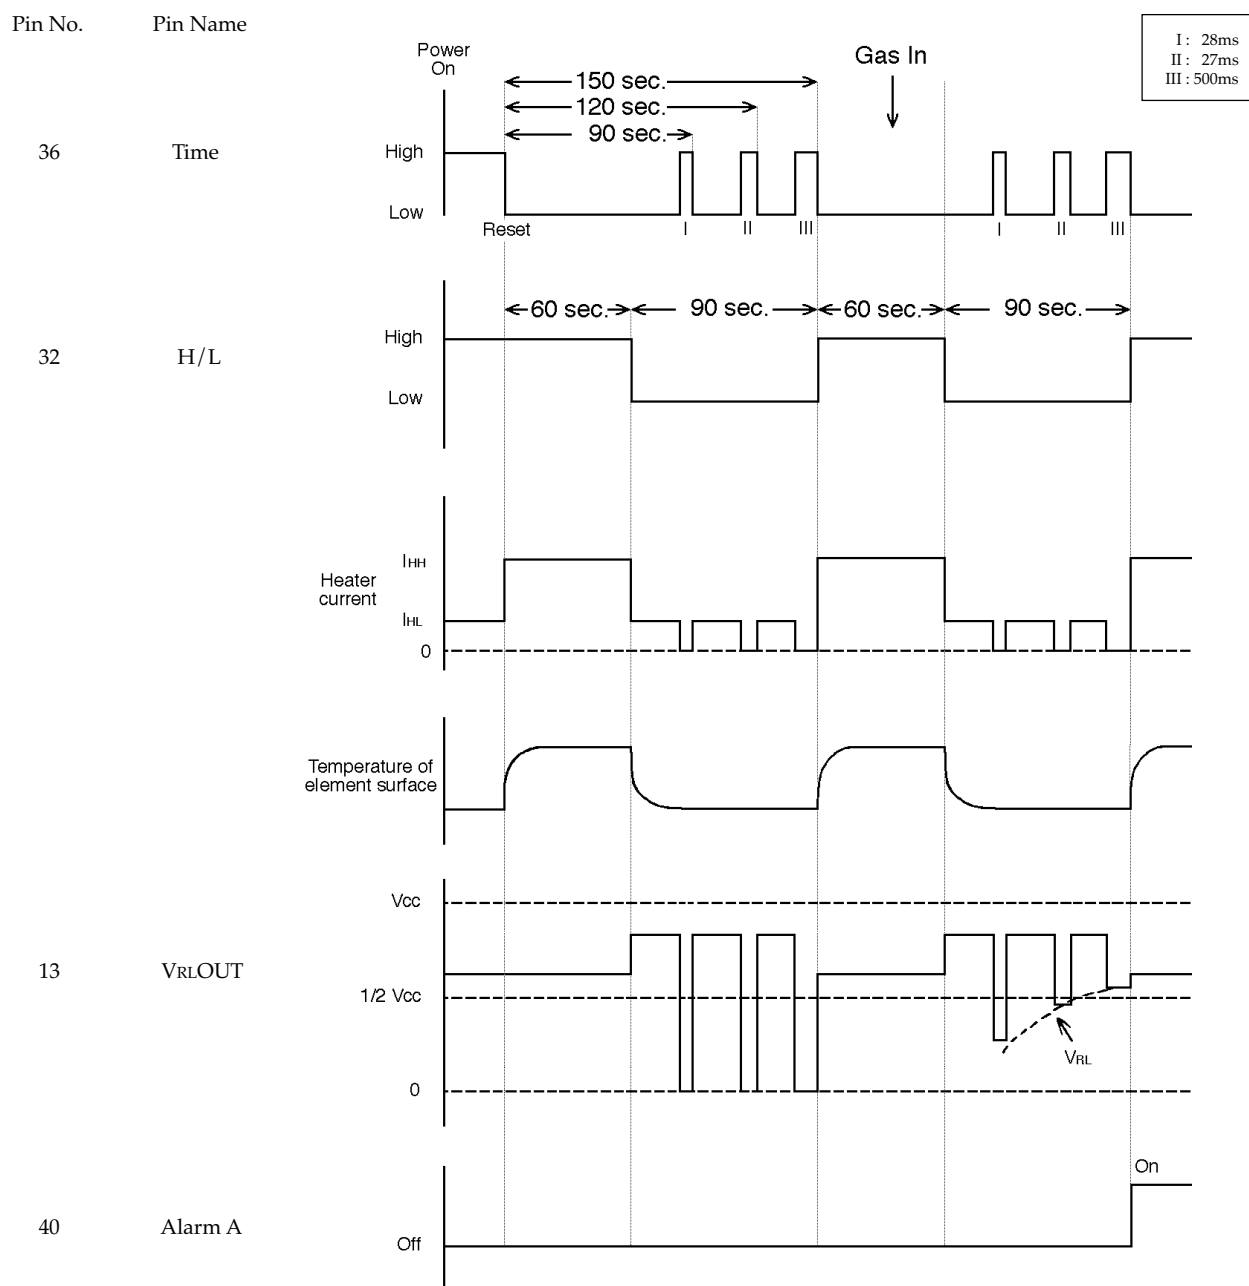 Pin No.
Pin Name
I : 28ms
II : 27ms
III : 500ms
Power
On
Gas In
150 sec.
120 sec.
90 sec.
36
Time
High
Low
Reset
I
II
III
I
II
III
60 sec.
90 sec.
60 sec.
90 sec.
32
H/L
High
Low
IHH
Heater
current
IHL
0
Temperature of
element surface
Vcc
13
VRLOUT
1/2 Vcc
VRL
0
On
40
Alarm A
Off